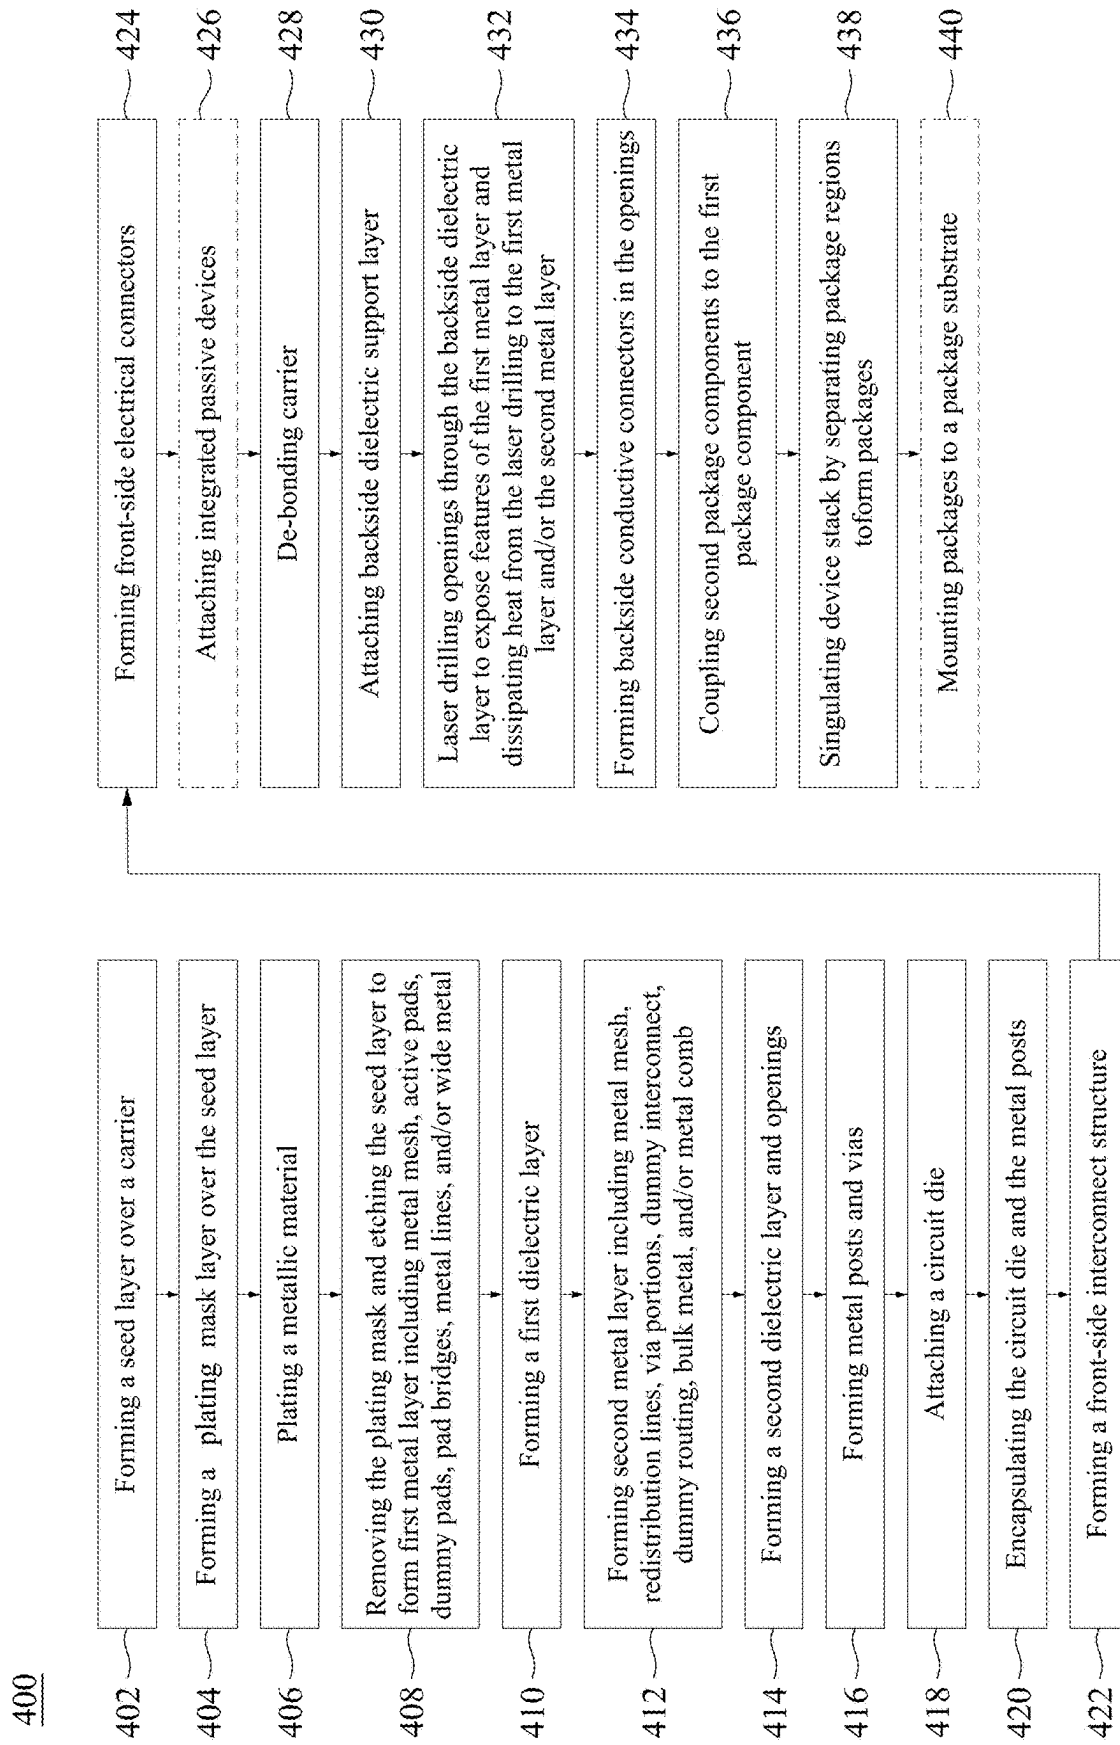 400
402
Forming a seed layer over a carrier
404
Forming a plating mask layer over the seed layer
406
Plating a metallic material
408
Removing the plating mask and etching the seed layer to
form first metal layer including metal mesh, active pads,
dummy pads, pad bridges, metal lines, and/or wide metal
410
Forming a first dielectric layer
412
Forming second metal layer including metal mesh,
redistribution lines, via portions, dummy interconnect,
dummy routing, bulk metal, and/or metal comb
414
Forming a second dielectric layer and openings
416
Forming metal posts and vias
418
Attaching a circuit die
420
Encapsulating the circuit die and the metal posts
422
Forming a front-side interconnect structure
Forming front-side electrical connectors
424
Attaching integrated passive devices
426
De-bonding carrier
428
Attaching backside dielectric support layer
430
Laser drilling openings through the backside dielectric
layer to expose features of the first metal layer and
dissipating heat from the laser drilling to the first metal
layer and/or the second metal layer
432
Forming backside conductive connectors in the openings
434
Coupling second package components to the first
package component
436
Singulating device stack by separating package regions
toform packages
438
Mounting packages to a package substrate
440